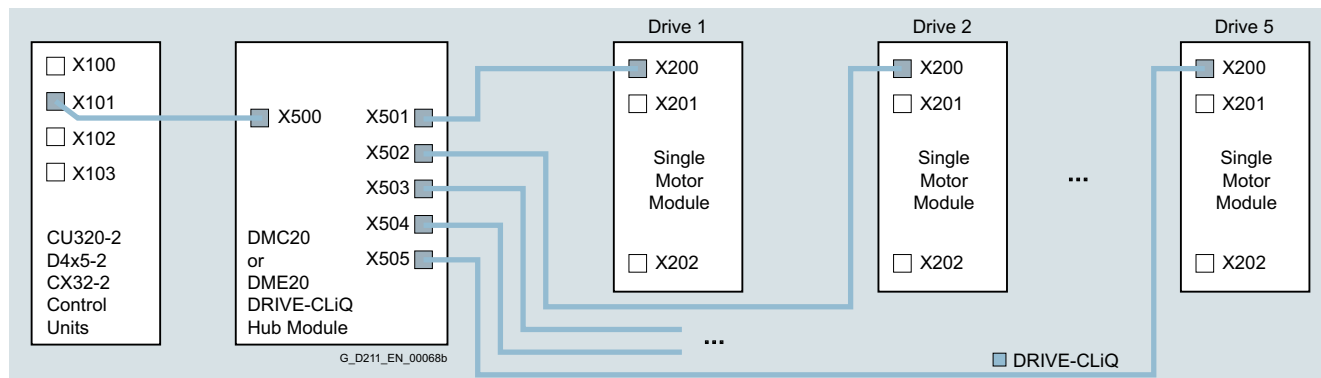 Drive 1
Drive 2
Drive 5
X100
X101
X102
X103
CU320-2
D4x5-2
CX32-2
Control
Units
X500
X501
X502
X503
X504
X505
DMC20
or
DME20
DRIVE-CLiQ
Hub Module
X200
X201
Single
Motor
Module
X202
X200
X201
Single
Motor
Module
X202
...
X200
X201
Single
Motor
Module
X202
...
G_D211_EN_00068b
DRIVE-CLiQ